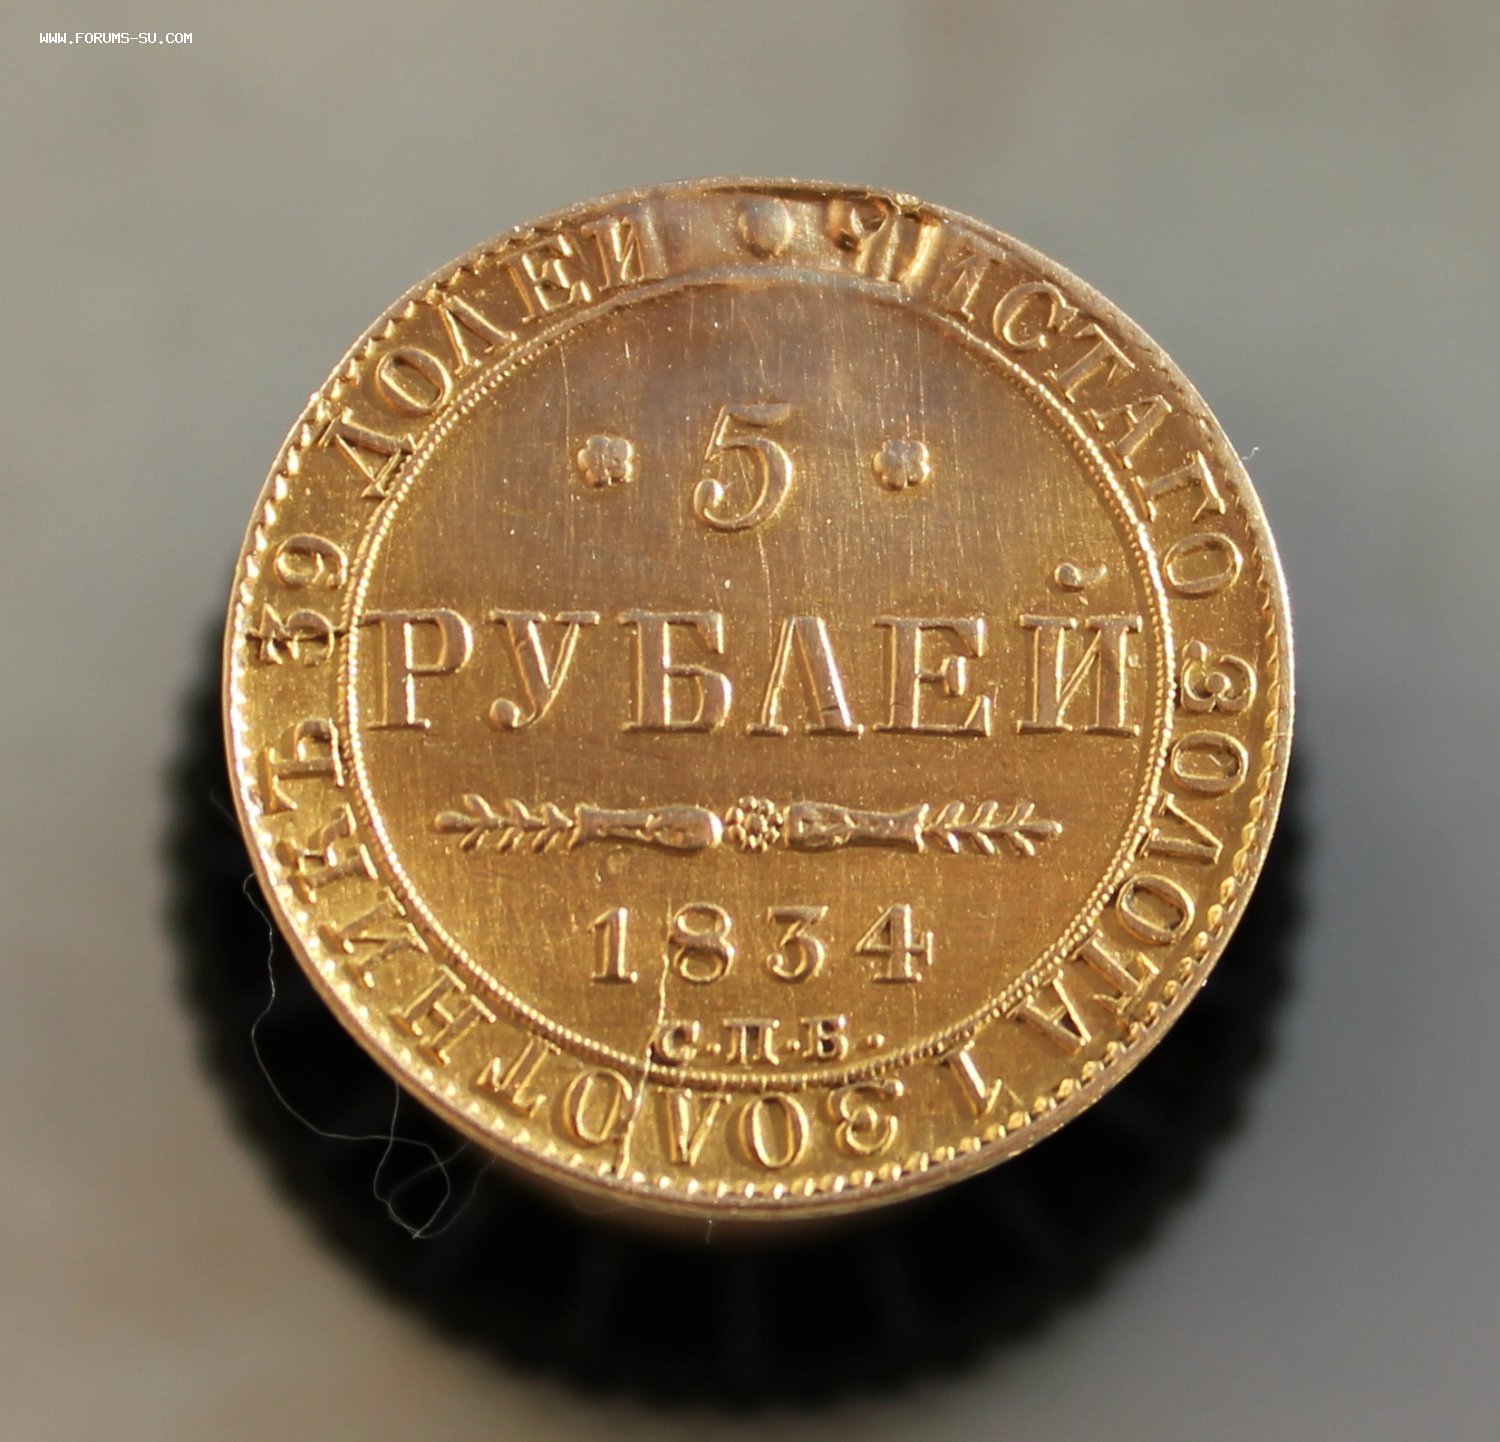 WWW.FORUMS-SU.COM
ЧИСТАГО ЗОЛОТА 1 ЗОЛОТНИКЪ 39 ДОЛЕЙ
5
РУБЛЕЙ
1834
С.П.Б.